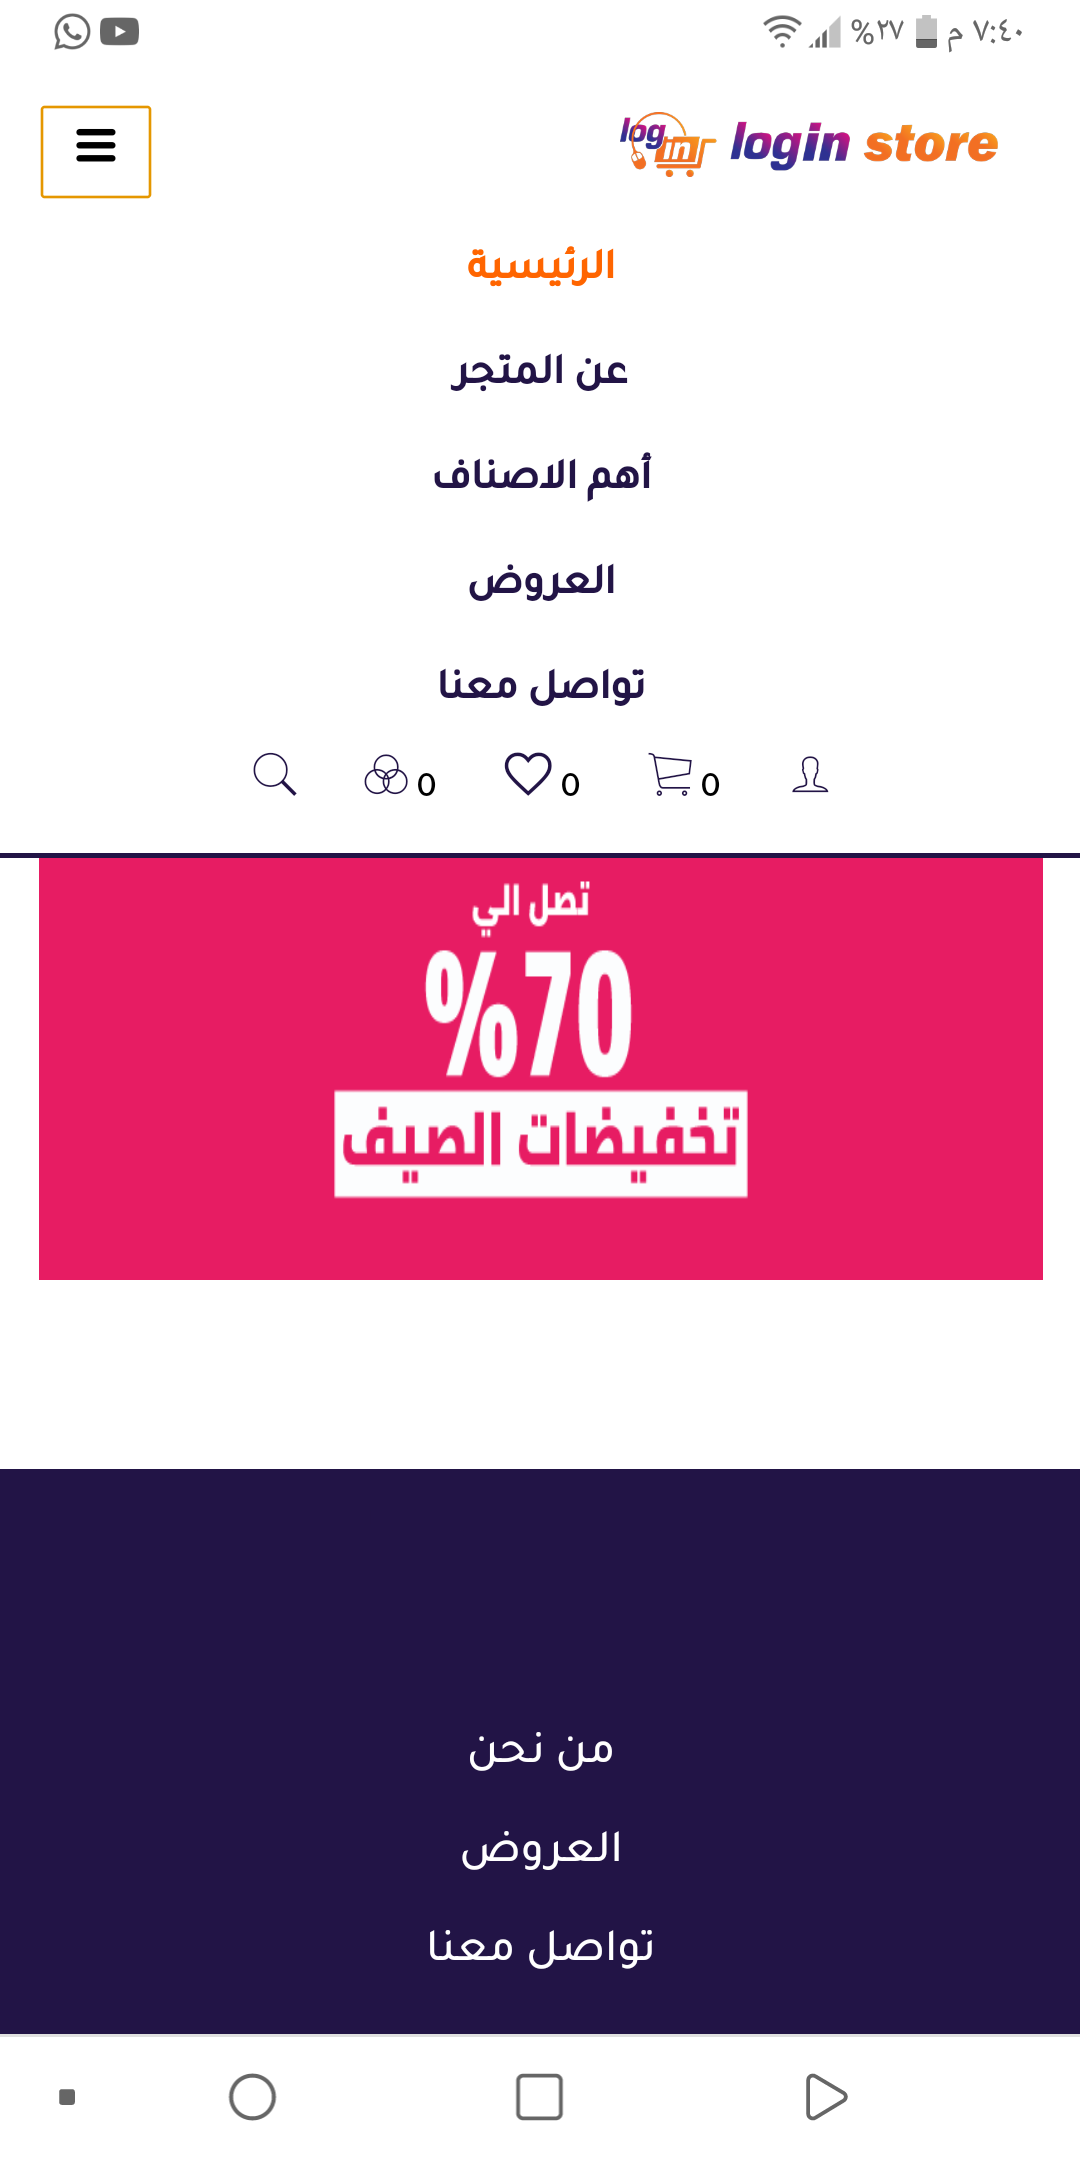 %٢٧ م ٧:٤٠
log in login store
الرئيسية
عن المتجر
أهم الاصناف
العروض
تواصل معنا
0 0 0
تصل الي
%70
تخفيضات الصيف
من نحن
العروض
تواصل معنا